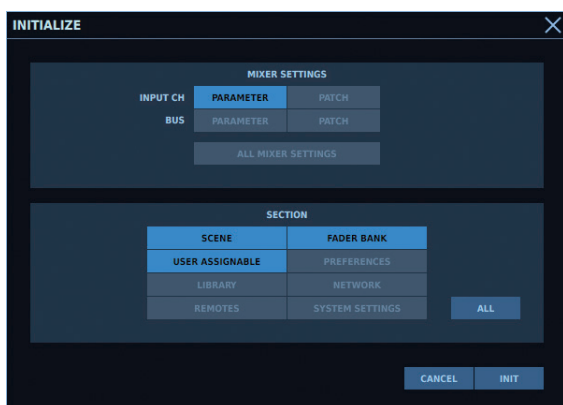 INITIALIZE
MIXER SETTINGS
INPUT CH PARAMETER PATCH
BUS PARAMETER PATCH
ALL MIXER SETTINGS
SECTION
SCENE FADER BANK
USER ASSIGNABLE PREFERENCES
LIBRARY NETWORK
REMOTES SYSTEM SETTINGS ALL
CANCEL INIT